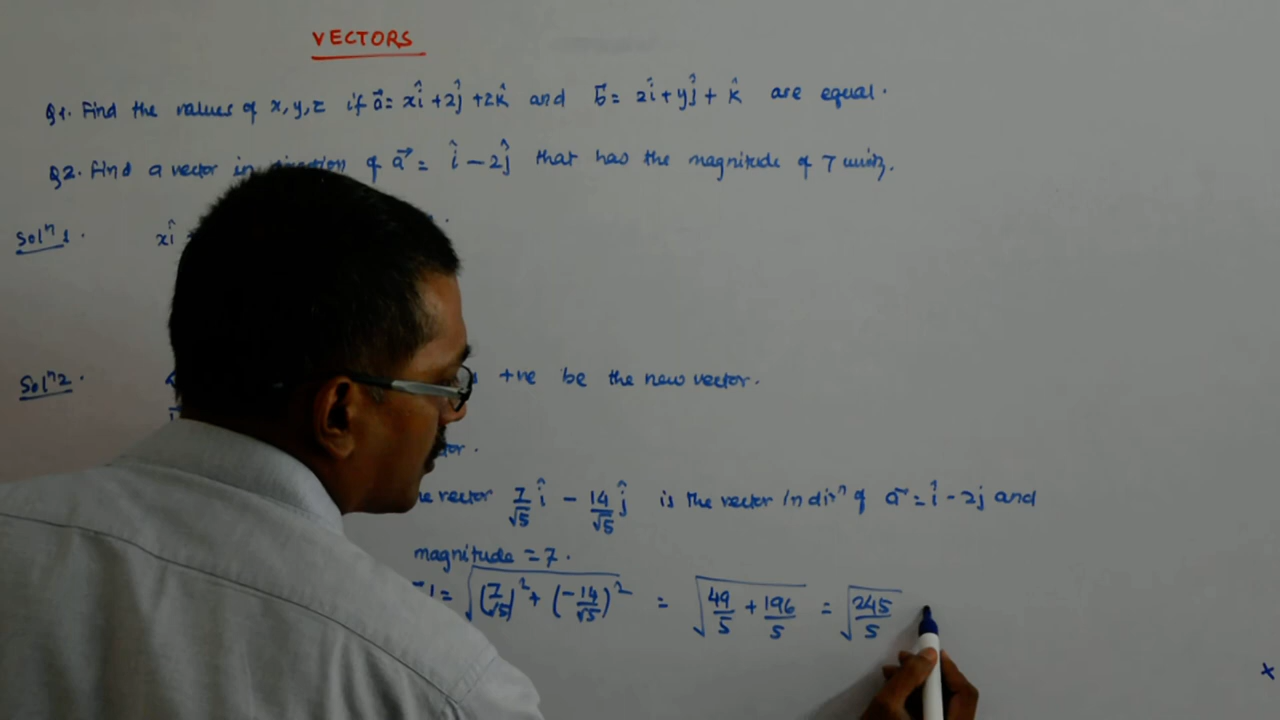 VECTORS
Q1. Find the values of x, y, z if a⃗ = xî + 2ĵ + zk̂ and b⃗ = 2î + yĵ + k̂ are equal.
Q2. Find a vector in direction of a⃗ = î - 2ĵ that has the magnitude of 7 units.
Solⁿ 1. xî
Solⁿ 2. +ve be the new vector.
vector 7/√5 î - 14/√5 ĵ is the vector in dirⁿ of a⃗ = î - 2j and
magnitude = 7.
= √((7/√5)² + (-14/√5)²) = √(49/5 + 196/5) = √(245/5)
x